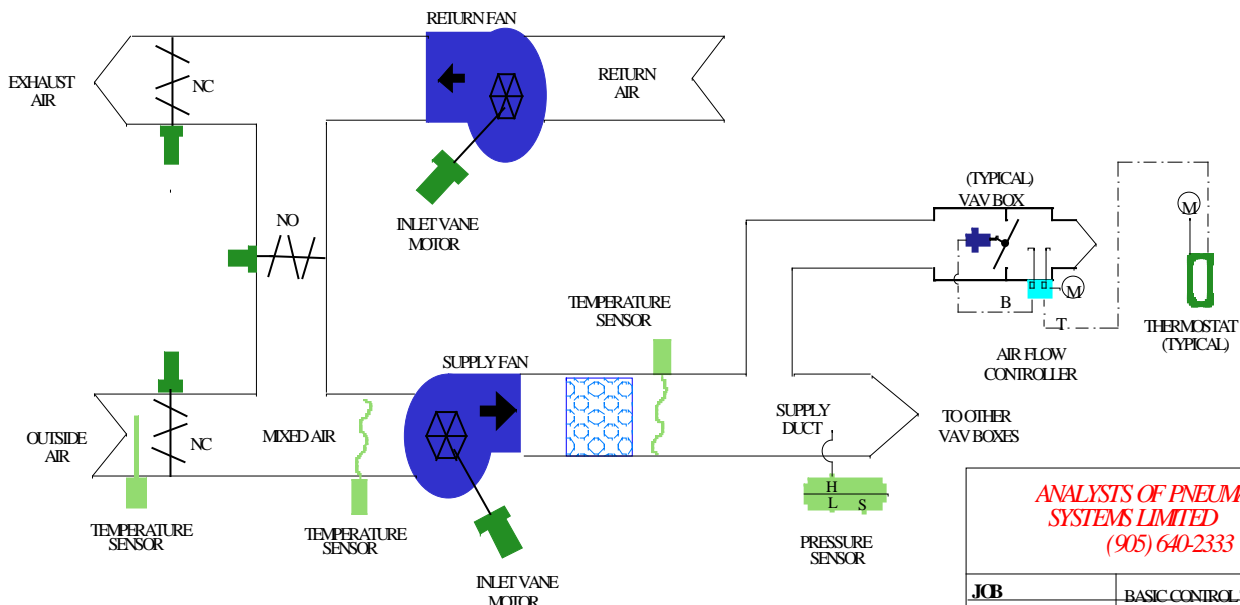 RETURN FAN
EXHAUST
AIR
NC
RETURN
AIR
INLET VANE
MOTOR
NO
(TYPICAL)
VAV BOX
M
M
B
T
THERMOSTAT
(TYPICAL)
AIR FLOW
CONTROLLER
TEMPERATURE
SENSOR
SUPPLY FAN
OUTSIDE
AIR
NC
MIXED AIR
SUPPLY
DUCT
TO OTHER
VAV BOXES
H
L S
TEMPERATURE
SENSOR
TEMPERATURE
SENSOR
PRESSURE
SENSOR
INLET VANE
MOTOR
ANALYSTS OF PNEUMA
SYSTEMS LIMITED
(905) 640-2333
JOB
BASIC CONTROL